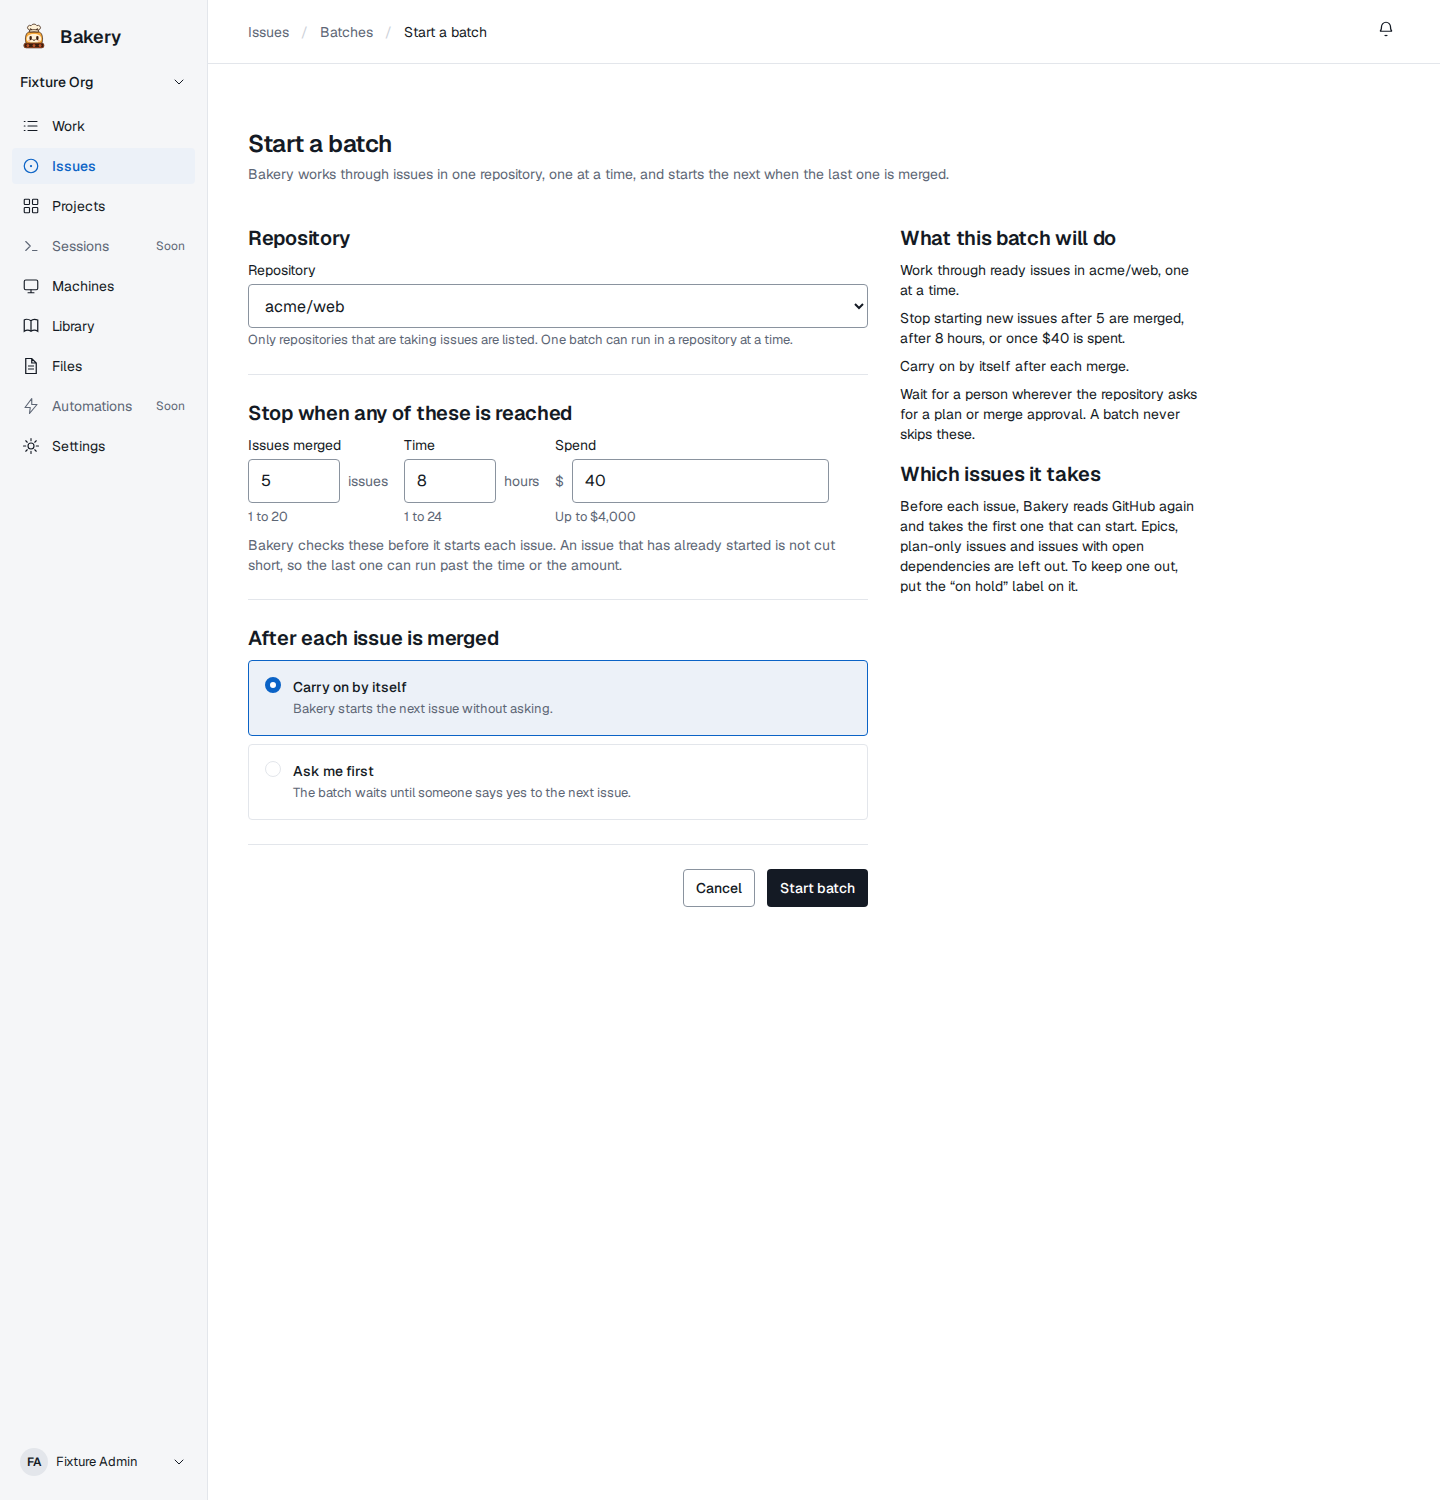 Bakery
Fixture Org
Work
Issues
Projects
Sessions Soon
Machines
Library
Files
Automations Soon
Settings
FA Fixture Admin
Issues / Batches / Start a batch
Start a batch
Bakery works through issues in one repository, one at a time, and starts the next when the last one is merged.
Repository
Repository
acme/web
Only repositories that are taking issues are listed. One batch can run in a repository at a time.
Stop when any of these is reached
Issues merged Time Spend
5 issues 8 hours $ 40
1 to 20 1 to 24 Up to $4,000
Bakery checks these before it starts each issue. An issue that has already started is not cut
short, so the last one can run past the time or the amount.
After each issue is merged
Carry on by itself
Bakery starts the next issue without asking.
Ask me first
The batch waits until someone says yes to the next issue.
Cancel Start batch
What this batch will do
Work through ready issues in acme/web, one
at a time.
Stop starting new issues after 5 are merged,
after 8 hours, or once $40 is spent.
Carry on by itself after each merge.
Wait for a person wherever the repository asks
for a plan or merge approval. A batch never
skips these.
Which issues it takes
Before each issue, Bakery reads GitHub again
and takes the first one that can start. Epics,
plan-only issues and issues with open
dependencies are left out. To keep one out,
put the “on hold” label on it.